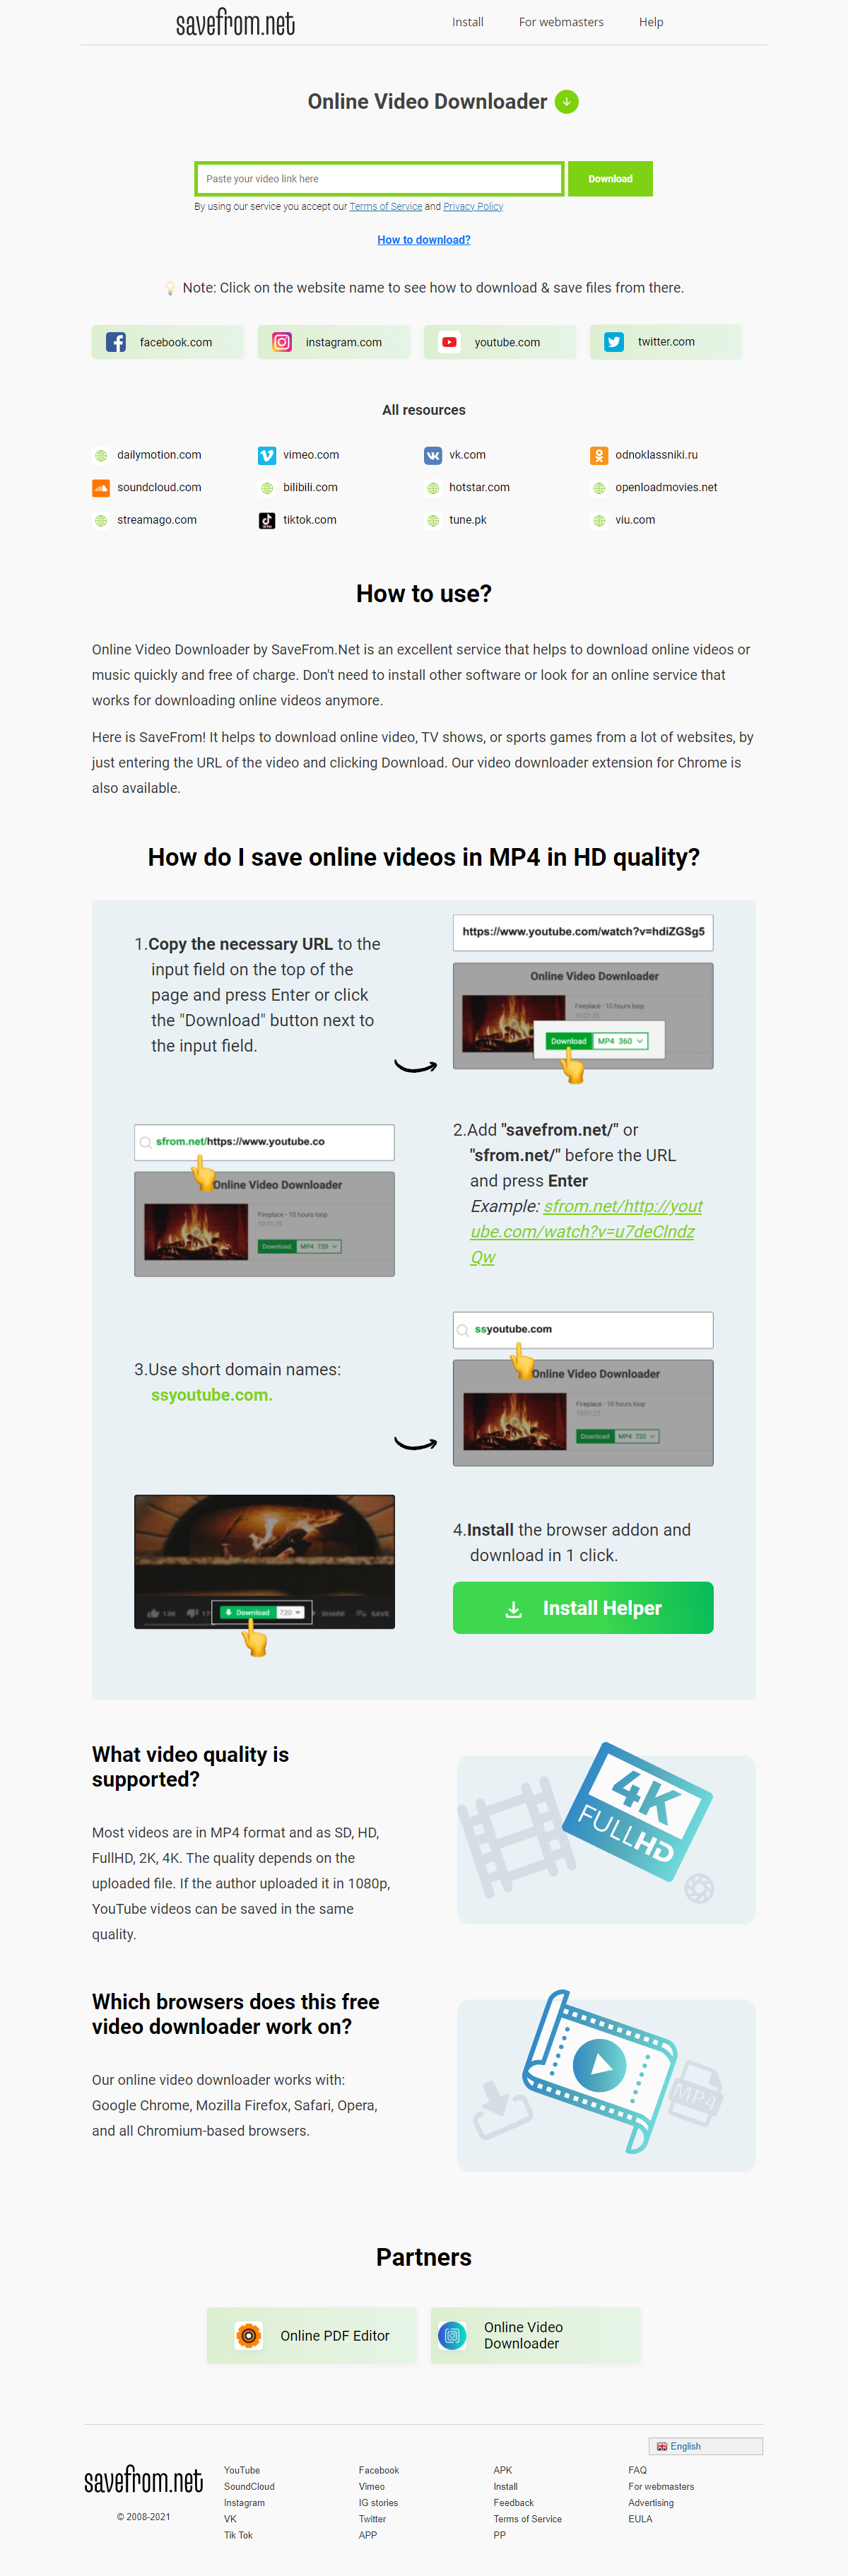 savefrom.net
Install
For webmasters
Help
Online Video Downloader
Paste your video link here
Download
By using our service you accept our Terms of Service and Privacy Policy
How to download?
Note: Click on the website name to see how to download & save files from there.
facebook.com
instagram.com
youtube.com
twitter.com
All resources
dailymotion.com
vimeo.com
vk.com
odnoklassniki.ru
soundcloud.com
bilibili.com
hotstar.com
openloadmovies.net
streamago.com
tiktok.com
tune.pk
viu.com
How to use?
Online Video Downloader by SaveFrom.Net is an excellent service that helps to download online videos or
music quickly and free of charge. Don't need to install other software or look for an online service that
works for downloading online videos anymore.
Here is SaveFrom! It helps to download online video, TV shows, or sports games from a lot of websites, by
just entering the URL of the video and clicking Download. Our video downloader extension for Chrome is
also available.
How do I save online videos in MP4 in HD quality?
1.Copy the necessary URL to the
input field on the top of the
page and press Enter or click
the "Download" button next to
the input field.
https://www.youtube.com/watch?v=hdiZGSg5
Online Video Downloader
Fireplace - 10 hours loop
10:01:25
Download MP4 360
sfrom.net/https://www.youtube.co
Online Video Downloader
Fireplace - 10 hours loop
10:01:25
Download MP4 720
2.Add "savefrom.net/" or
"sfrom.net/" before the URL
and press Enter
Example: sfrom.net/http://yout
ube.com/watch?v=u7deClndz
Qw
3.Use short domain names:
ssyoutube.com.
ssyoutube.com
Online Video Downloader
Fireplace - 10 hours loop
10:01:25
Download MP4 720
13K
17
Download 720
SHARE
SAVE
4.Install the browser addon and
download in 1 click.
Install Helper
What video quality is
supported?
Most videos are in MP4 format and as SD, HD,
FullHD, 2K, 4K. The quality depends on the
uploaded file. If the author uploaded it in 1080p,
YouTube videos can be saved in the same
quality.
4K
FULLHD
Which browsers does this free
video downloader work on?
Our online video downloader works with:
Google Chrome, Mozilla Firefox, Safari, Opera,
and all Chromium-based browsers.
MP4
Partners
Online PDF Editor
Online Video
Downloader
English
savefrom.net
© 2008-2021
YouTube
SoundCloud
Instagram
VK
Tik Tok
Facebook
Vimeo
IG stories
Twitter
APP
APK
Install
Feedback
Terms of Service
PP
FAQ
For webmasters
Advertising
EULA